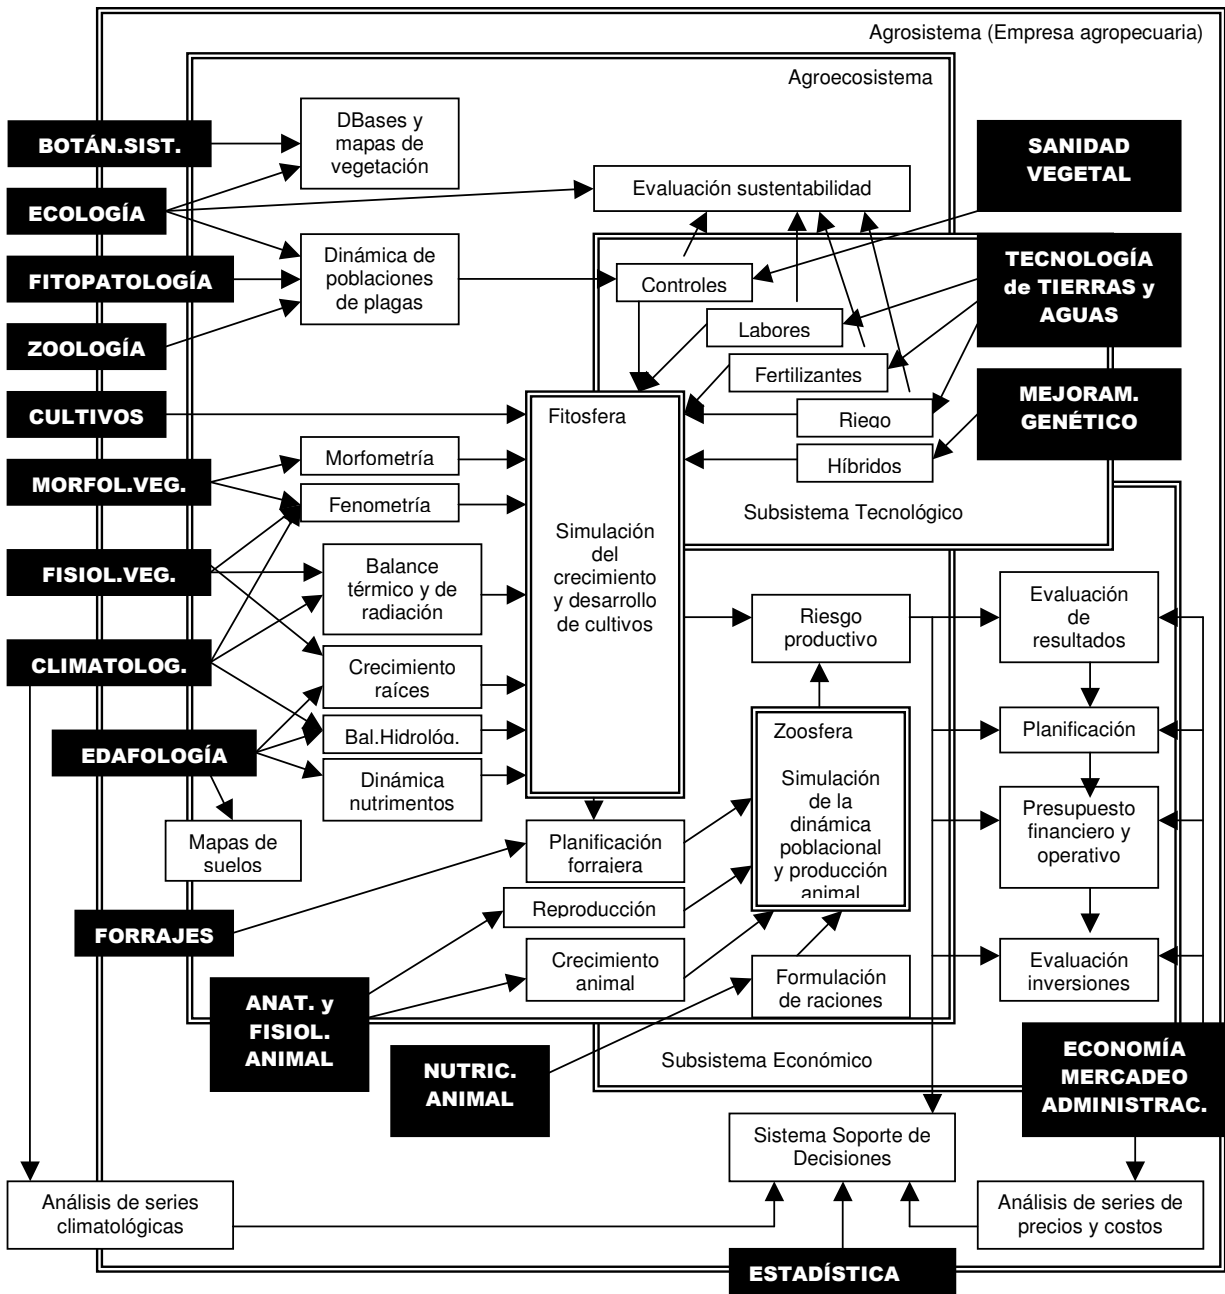 Agrosistema (Empresa agropecuaria)
Agroecosistema
BOTÁN.SIST.
DBases y
mapas de
vegetación
SANIDAD
VEGETAL
ECOLOGÍA
Evaluación sustentabilidad
FITOPATOLOGÍA
Dinámica de
poblaciones
de plagas
Controles
TECNOLOGÍA
de TIERRAS y
AGUAS
ZOOLOGÍA
Labores
Fertilizantes
CULTIVOS
Fitosfera
Riego
MEJORAM.
GENÉTICO
Morfometría
Híbridos
MORFOL.VEG.
Fenometría
Subsistema Tecnológico
Simulación
del
crecimiento
y desarrollo
de cultivos
FISIOL.VEG.
Balance
térmico y de
radiación
Riesgo
productivo
Evaluación
de
resultados
CLIMATOLOG.
Crecimiento
raíces
Bal.Hidrológ.
EDAFOLOGÍA
Dinámica
nutrimentos
Zoosfera
Simulación
de la
dinámica
poblacional
y producción
animal
Planificación
Presupuesto
financiero y
operativo
Mapas de
suelos
Planificación
forrajera
FORRAJES
Reproducción
Crecimiento
animal
Formulación
de raciones
Evaluación
inversiones
ANAT. y
FISIOL.
ANIMAL
NUTRIC.
ANIMAL
Subsistema Económico
ECONOMÍA
MERCADEO
ADMINISTRAC.
Sistema Soporte de
Decisiones
Análisis de series
climatológicas
Análisis de series de
precios y costos
ESTADÍSTICA